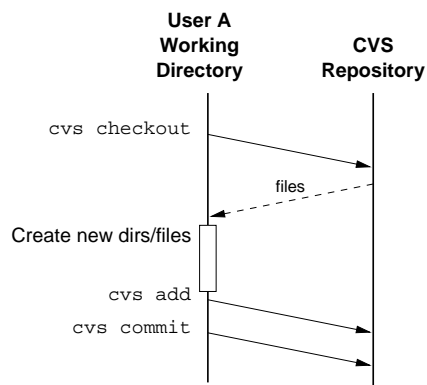 User A
Working
Directory
CVS
Repository
cvs checkout
files
Create new dirs/files
cvs add
cvs commit